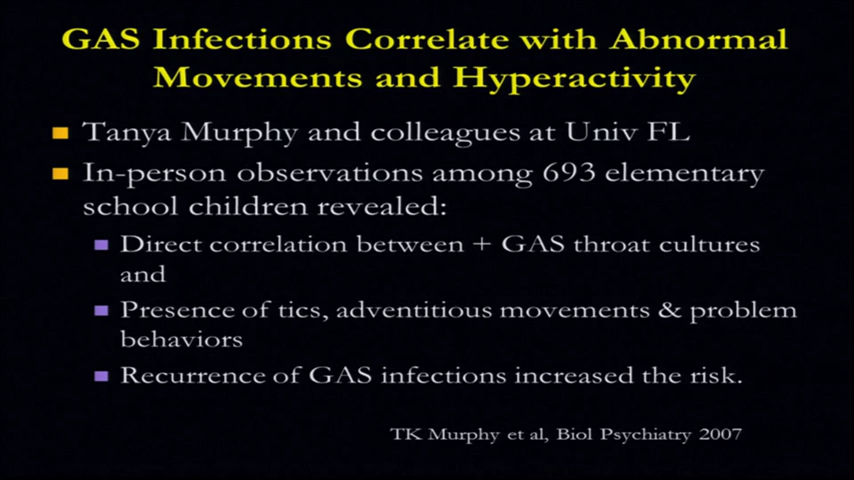 GAS Infections Correlate with Abnormal
Movements and Hyperactivity
Tanya Murphy and colleagues at Univ FL
In-person observations among 693 elementary
school children revealed:
Direct correlation between + GAS throat cultures
and
Presence of tics, adventitious movements & problem
behaviors
Recurrence of GAS infections increased the risk.
TK Murphy et al, Biol Psychiatry 2007